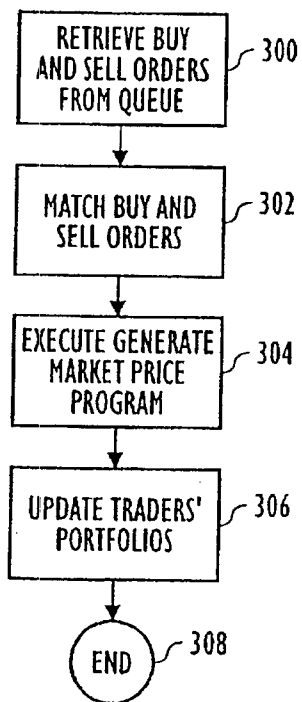 RETRIEVE BUY
AND SELL ORDERS
FROM QUEUE
300
MATCH BUY AND
SELL ORDERS
302
EXECUTE GENERATE
MARKET PRICE
PROGRAM
304
UPDATE TRADERS'
PORTFOLIOS
306
END
308